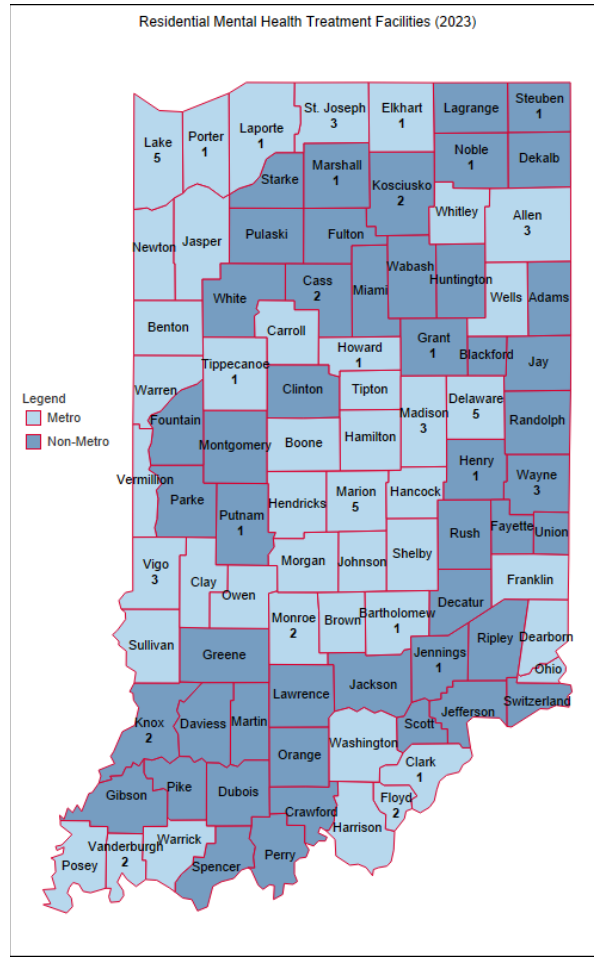 Residential Mental Health Treatment Facilities (2023)
St. Joseph
3
Elkhart
1
Lagrange
Steuben
1
Lake
5
Porter
1
Laporte
1
Noble
1
Dekalb
Starke
Marshall
1
Kosciusko
2
Whitley
Allen
3
Newton
Jasper
Pulaski
Fulton
Wabash
Huntington
White
Cass
2
Miami
Wells
Adams
Benton
Carroll
Howard
1
Grant
1
Blackford
Jay
Tippecanoe
1
Warren
Clinton
Tipton
Madison
3
Delaware
5
Legend
Metro
Non-Metro
Fountain
Montgomery
Boone
Hamilton
Randolph
Henry
1
Wayne
3
Vermillion
Parke
Putnam
1
Hendricks
Marion
5
Hancock
Rush
Fayette
Union
Vigo
3
Clay
Owen
Morgan
Johnson
Shelby
Franklin
Decatur
Monroe
2
Brown
Bartholomew
1
Sullivan
Greene
Jennings
1
Ripley
Dearborn
Ohio
Lawrence
Jackson
Switzerland
Jefferson
Scott
Knox
2
Daviess
Martin
Orange
Washington
Clark
1
Gibson
Pike
Dubois
Crawford
Floyd
2
Harrison
Posey
Vanderburgh
2
Warrick
Spencer
Perry